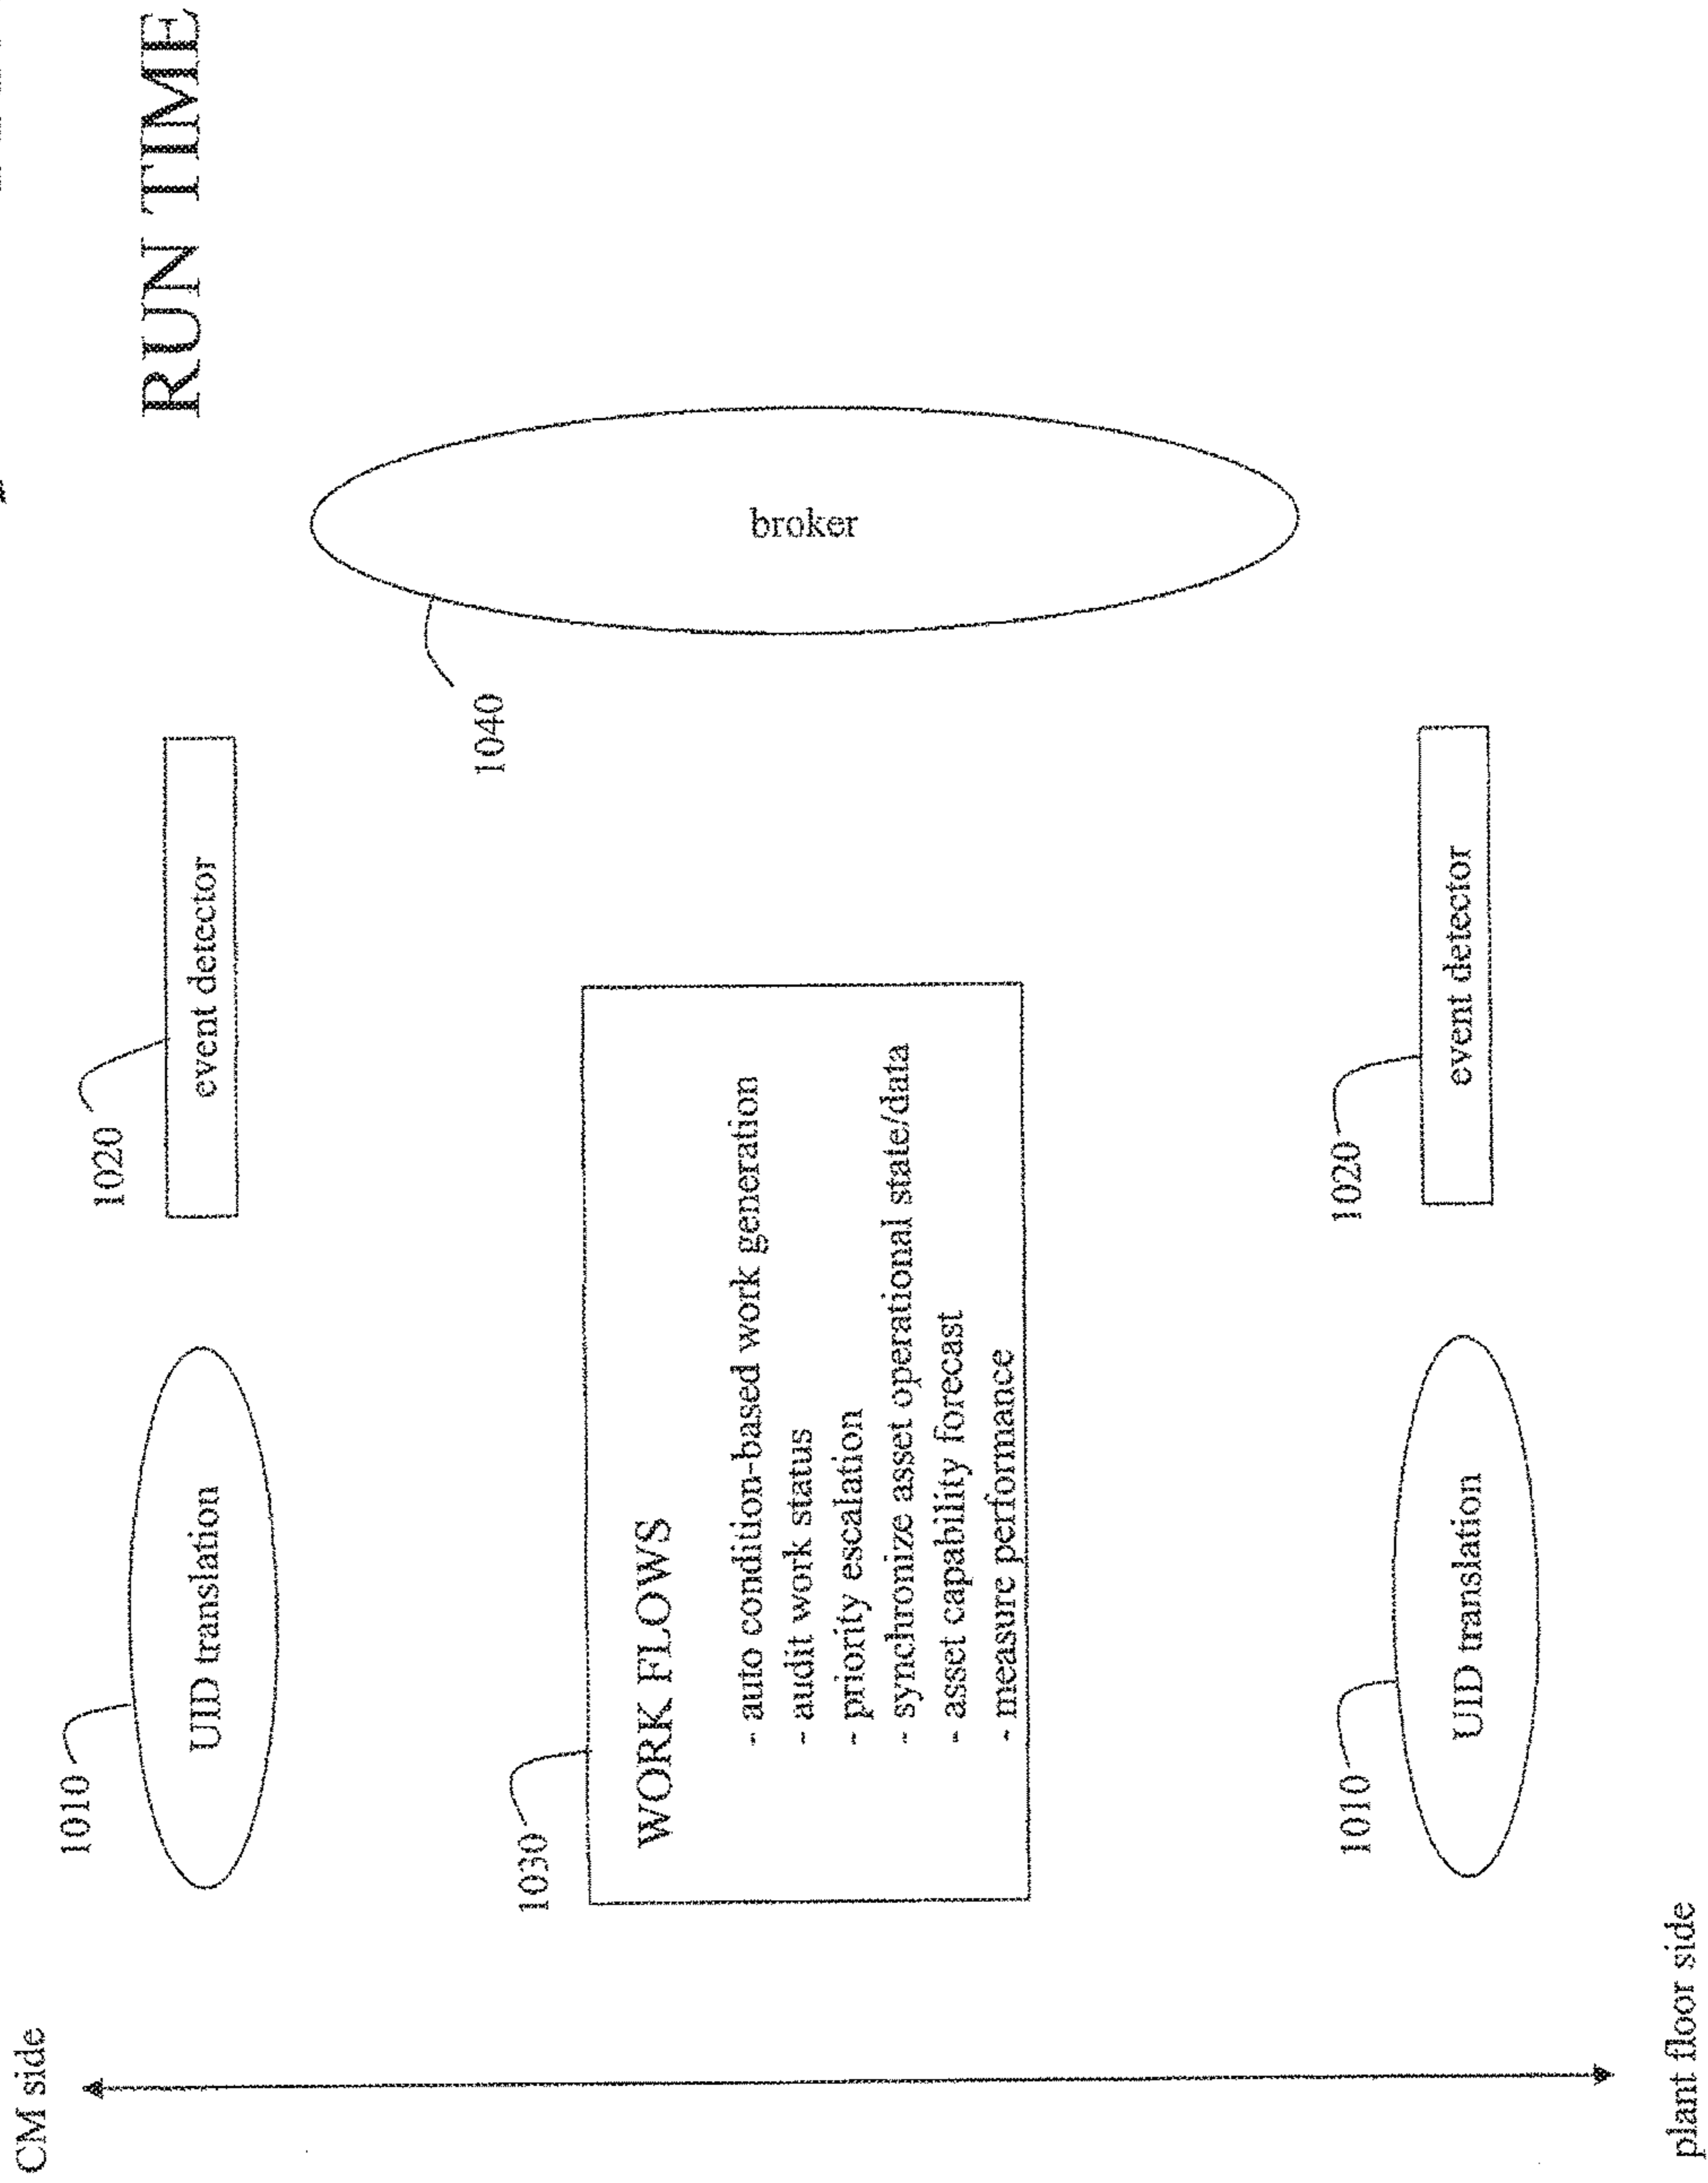 RUN TIME
CM side
1010
UID translation
1020
event detector
1030
WORK FLOWS
- auto condition-based work generation
- audit work status
- priority escalation
- synchronize asset operational state/data
- asset capability forecast
- measure performance
1040
broker
1010
UID translation
1020
event detector
plant floor side